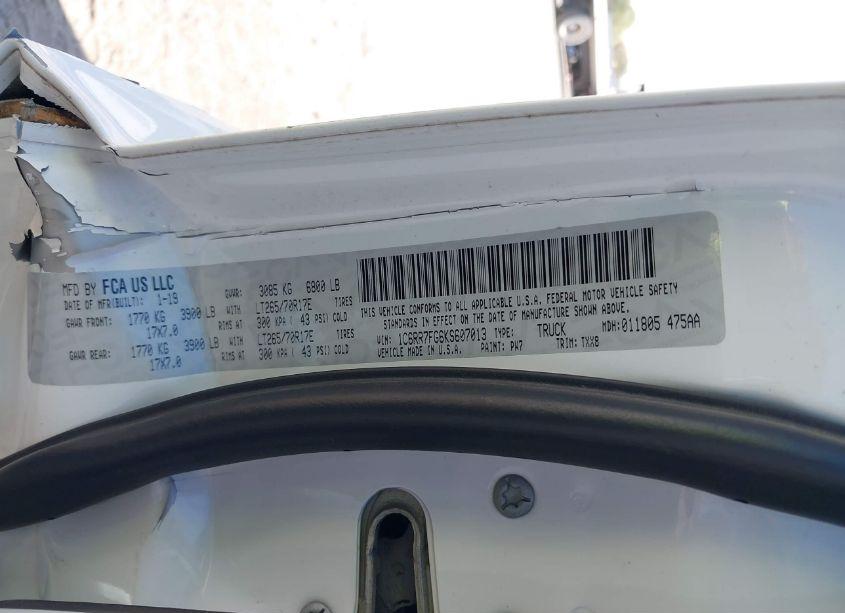 MFD BY FCA US LLC
DATE OF MFR(BUILT): 1-19 GVWR: 3085 KG 6800 LB
GAWR FRONT: 1770 KG 3900 LB WITH LT265/70R17E TIRES
17X7.0 RIMS AT 300 KPA ( 43 PSI) COLD
GAWR REAR: 1770 KG 3900 LB WITH LT265/70R17E TIRES
17X7.0 RIMS AT 300 KPA ( 43 PSI) COLD
THIS VEHICLE CONFORMS TO ALL APPLICABLE U.S.A. FEDERAL MOTOR VEHICLE SAFETY
STANDARDS IN EFFECT ON THE DATE OF MANUFACTURE SHOWN ABOVE.
VIN: 1C6RR7FG6KS607013 TYPE: TRUCK MDH:011805 475AA
VEHICLE MADE IN U.S.A. PAINT: PW7 TRIM: TXX8